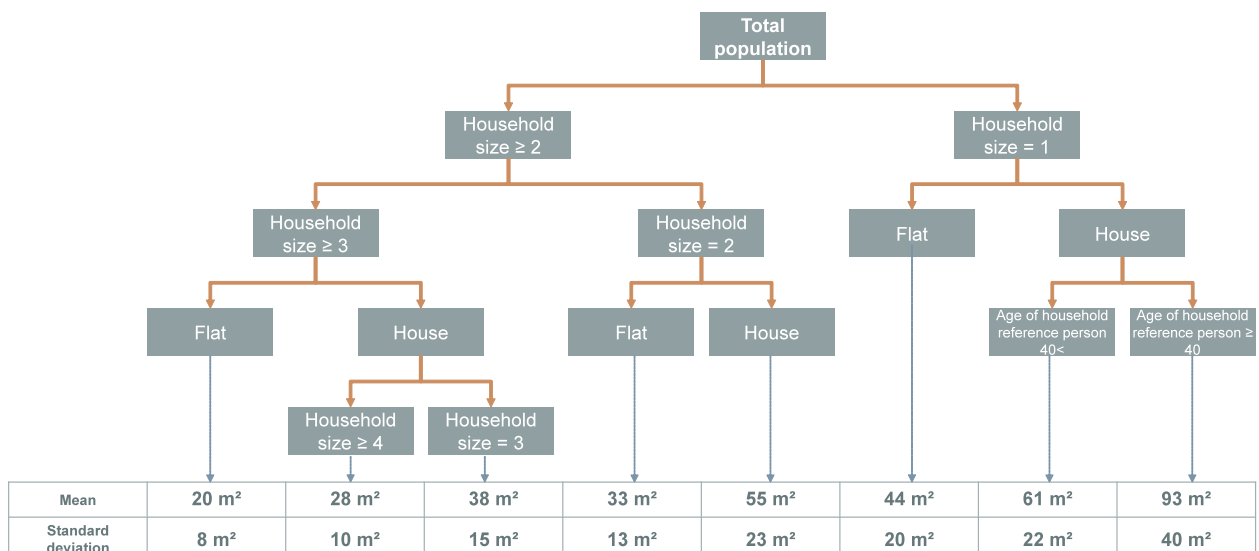 Total
population
Household
size ≥ 2
Household
size = 1
Household
size ≥ 3
Household
size = 2
Flat
House
Flat
House
Flat
House
Age of household
reference person
40<
Age of household
reference person ≥
40
Household
size ≥ 4
Household
size = 3
Mean 20 m² 28 m² 38 m² 33 m² 55 m² 44 m² 61 m² 93 m²
Standard
deviation 8 m² 10 m² 15 m² 13 m² 23 m² 20 m² 22 m² 40 m²